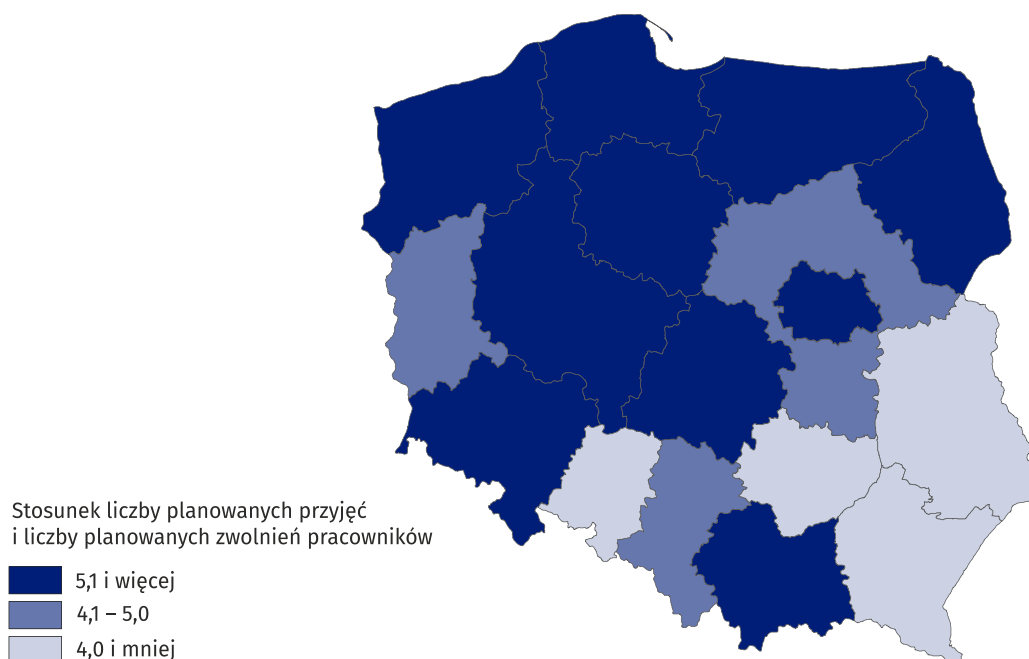 Stosunek liczby planowanych przyjęć
i liczby planowanych zwolnień pracowników
5,1 i więcej
4,1 – 5,0
4,0 i mniej